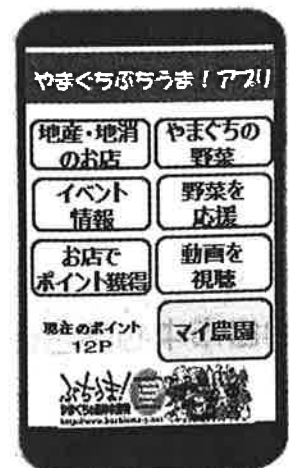 やまぐちぶちうま！アプリ
地産・地消
のお店
やまぐちの
野菜
イベント
情報
野菜を
応援
お店で
ポイント獲得
動画を
視聴
現在のポイント
12P
マイ農園
ぶちうま!